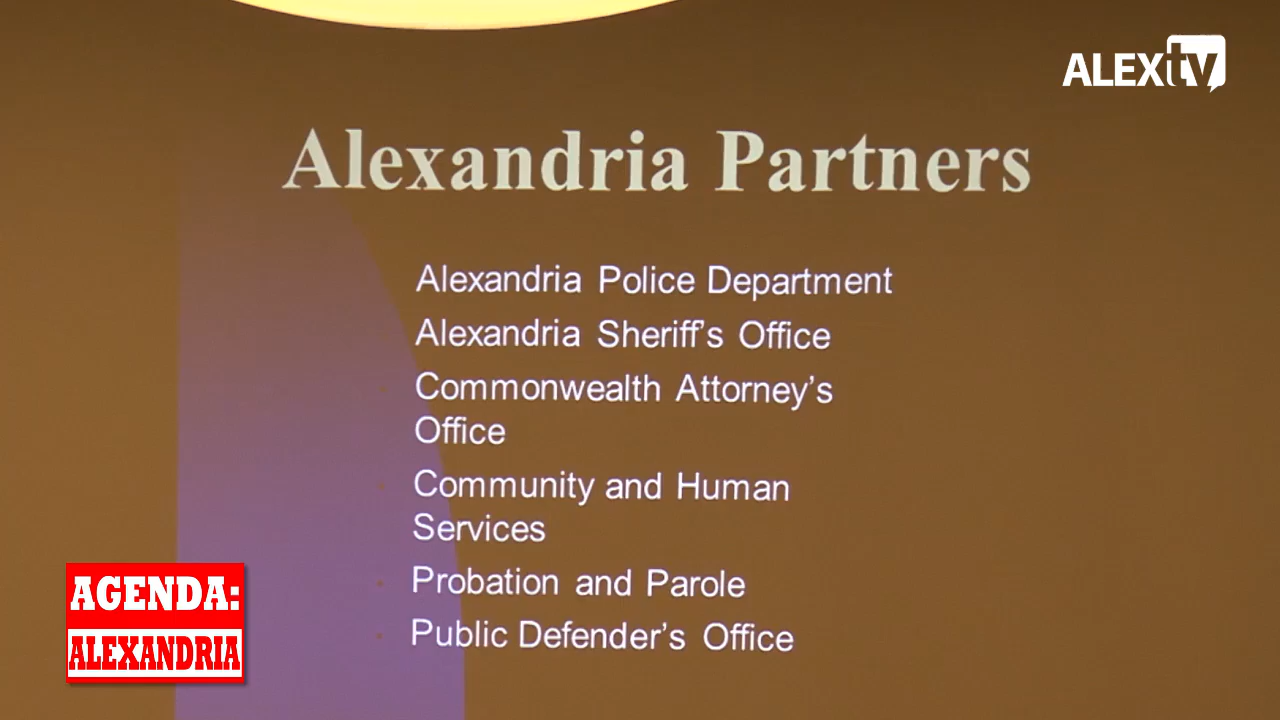 ALEXtv
Alexandria Partners
Alexandria Police Department
Alexandria Sheriff's Office
Commonwealth Attorney's
Office
Community and Human
Services
Probation and Parole
Public Defender's Office
AGENDA:
ALEXANDRIA